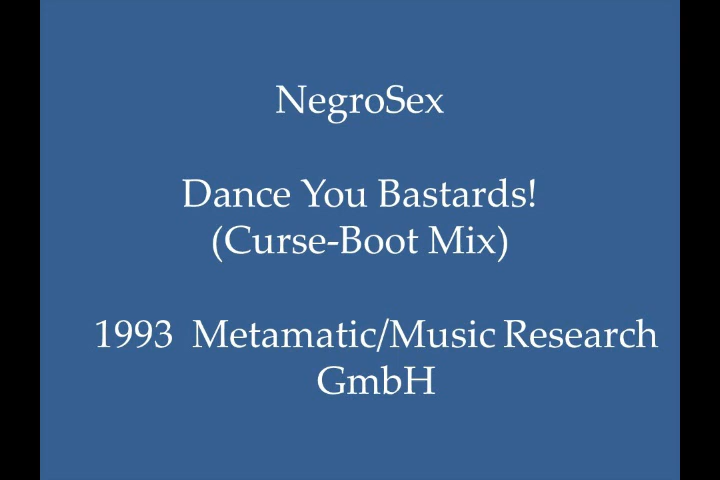 NegroSex
Dance You Bastards!
(Curse-Boot Mix)
1993 Metamatic/Music Research
GmbH